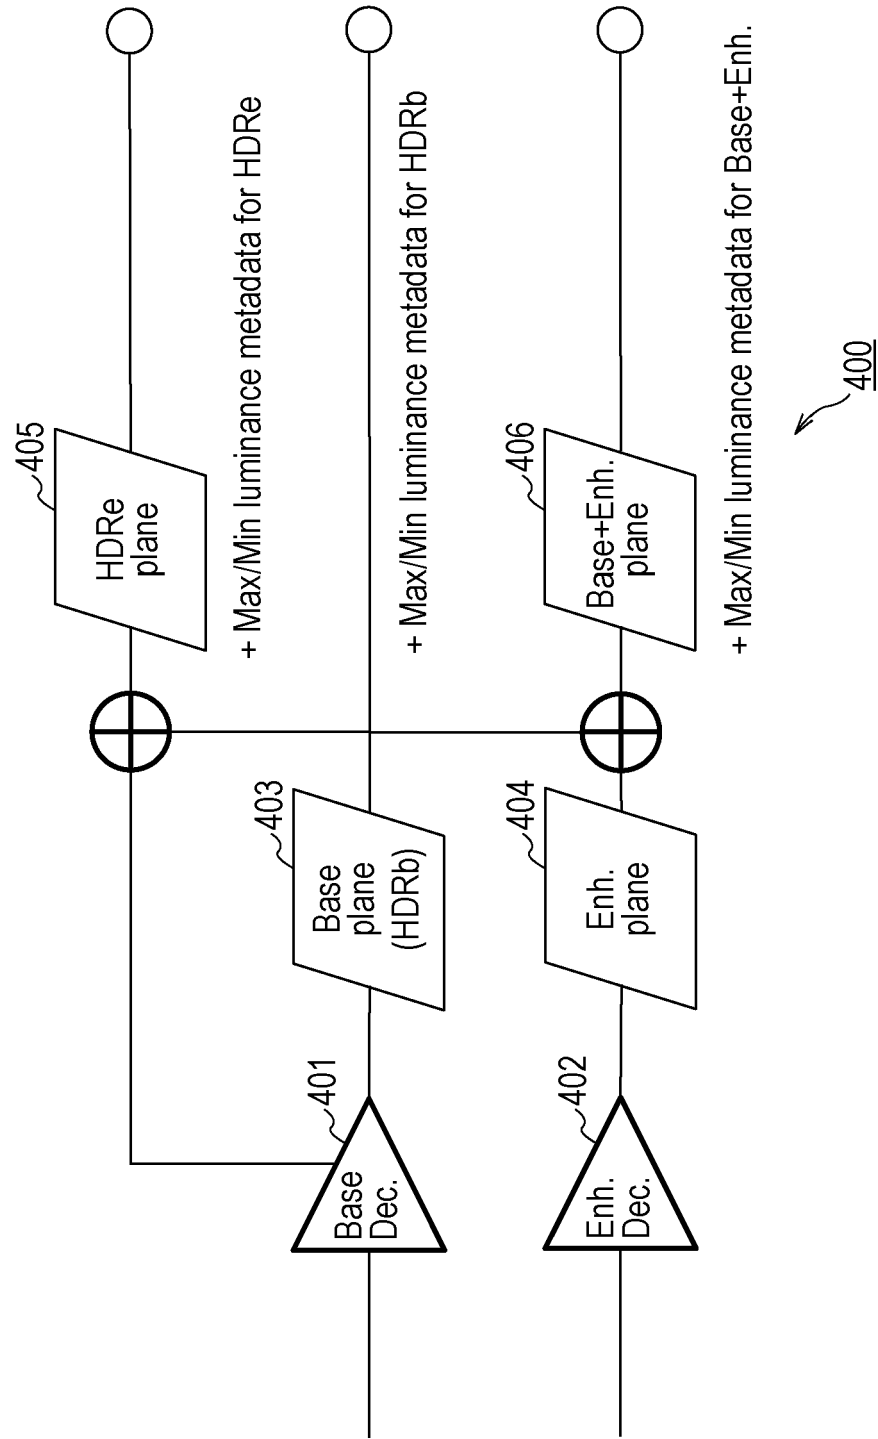 405
HDRe
plane
+ Max/Min luminance metadata for HDRe
401
Base
Dec.
403
Base
plane
(HDRb)
+ Max/Min luminance metadata for HDRb
402
Enh.
Dec.
404
Enh.
plane
406
Base+Enh.
plane
+ Max/Min luminance metadata for Base+Enh.
400